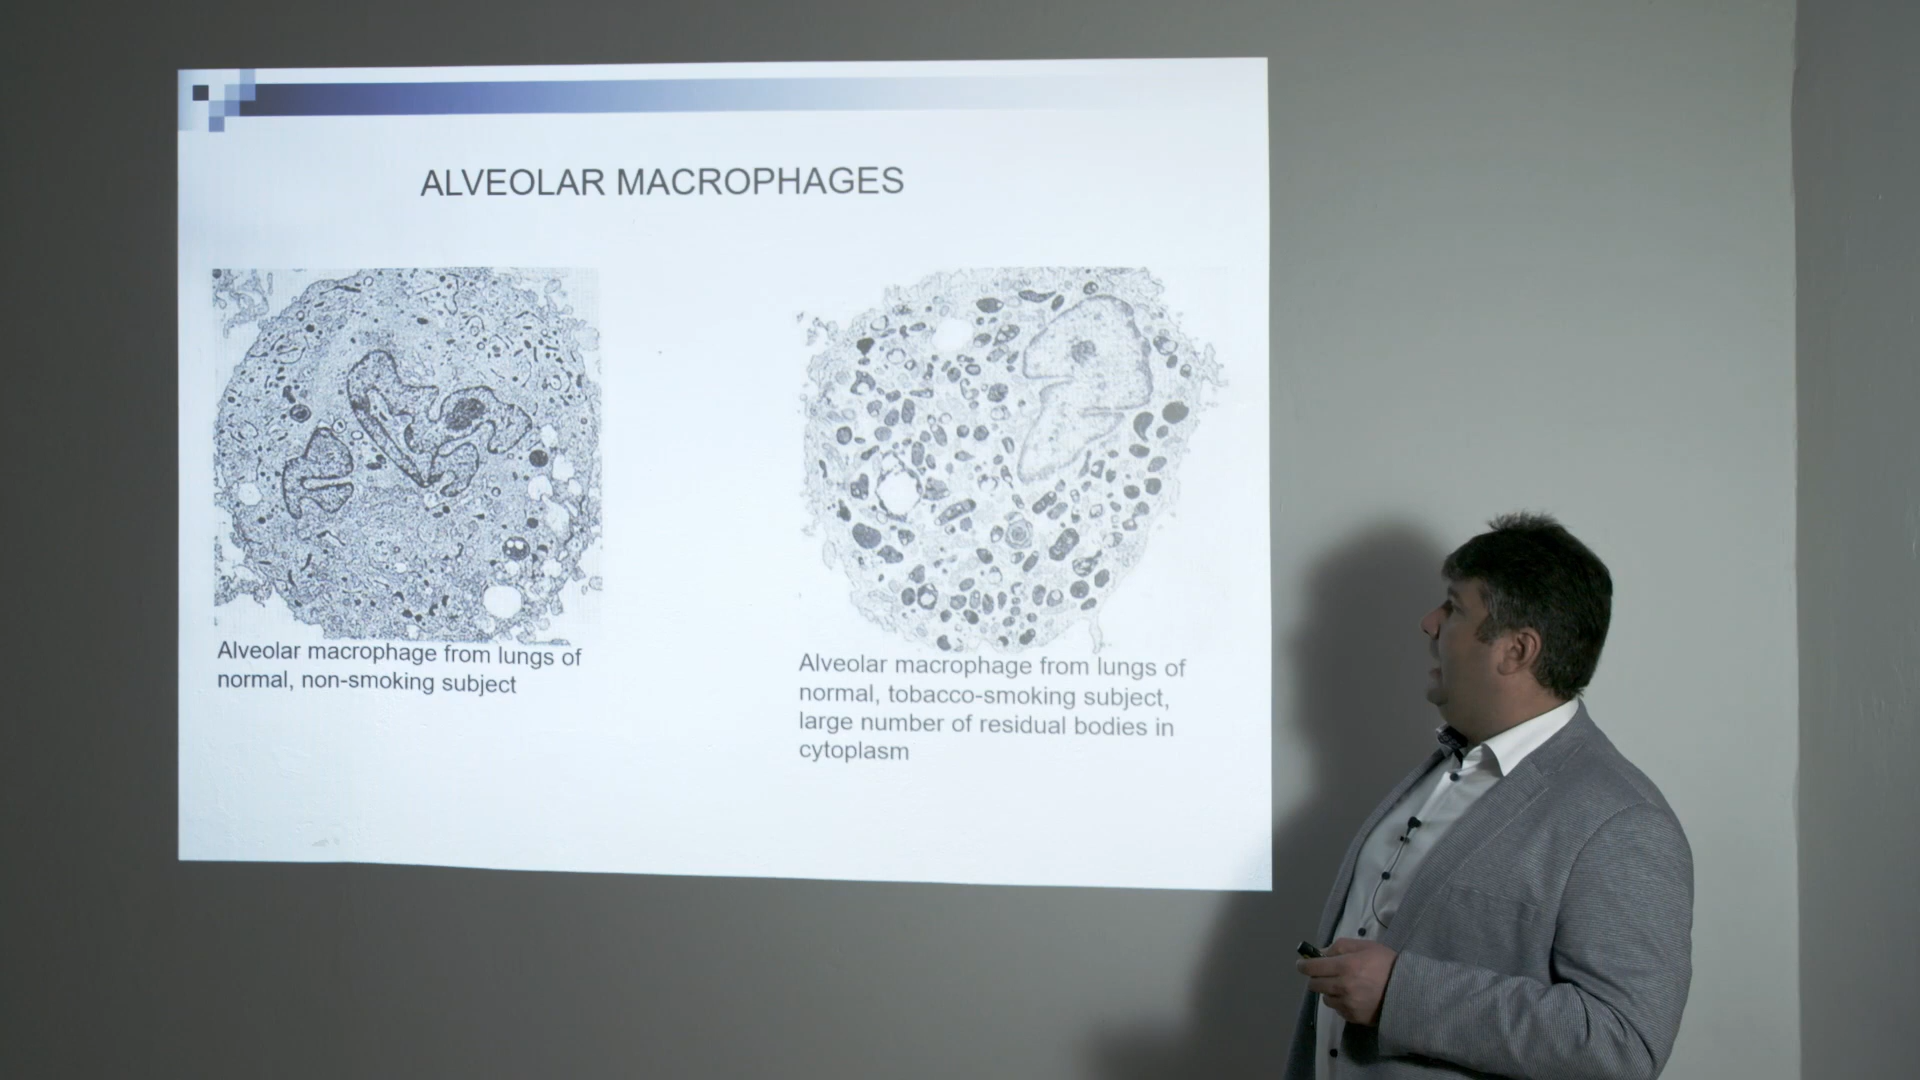 ALVEOLAR MACROPHAGES
Alveolar macrophage from lungs of
normal, non-smoking subject
Alveolar macrophage from lungs of
normal, tobacco-smoking subject,
large number of residual bodies in
cytoplasm